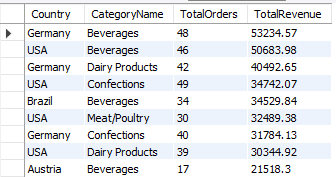 Country CategoryName TotalOrders TotalRevenue
Germany Beverages 48 53234.57
USA Beverages 46 50683.98
Germany Dairy Products 42 40492.65
USA Confections 49 34742.07
Brazil Beverages 34 34529.84
USA Meat/Poultry 30 32489.38
Germany Confections 40 31784.13
USA Dairy Products 39 30344.92
Austria Beverages 17 21518.3